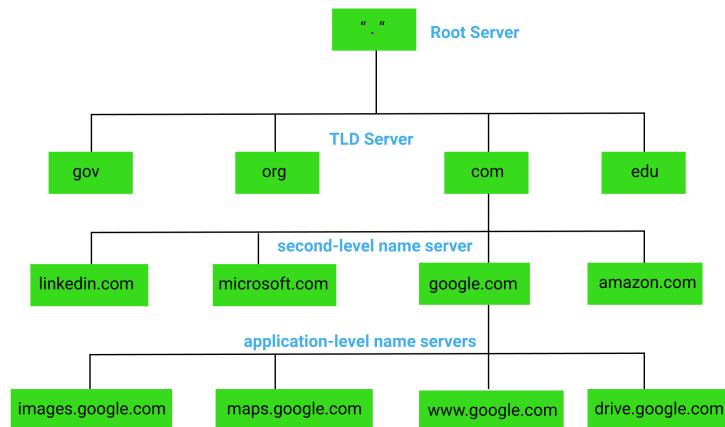 “ . “
Root Server
TLD Server
gov
org
com
edu
second-level name server
linkedin.com
microsoft.com
google.com
amazon.com
application-level name servers
images.google.com
maps.google.com
www.google.com
drive.google.com